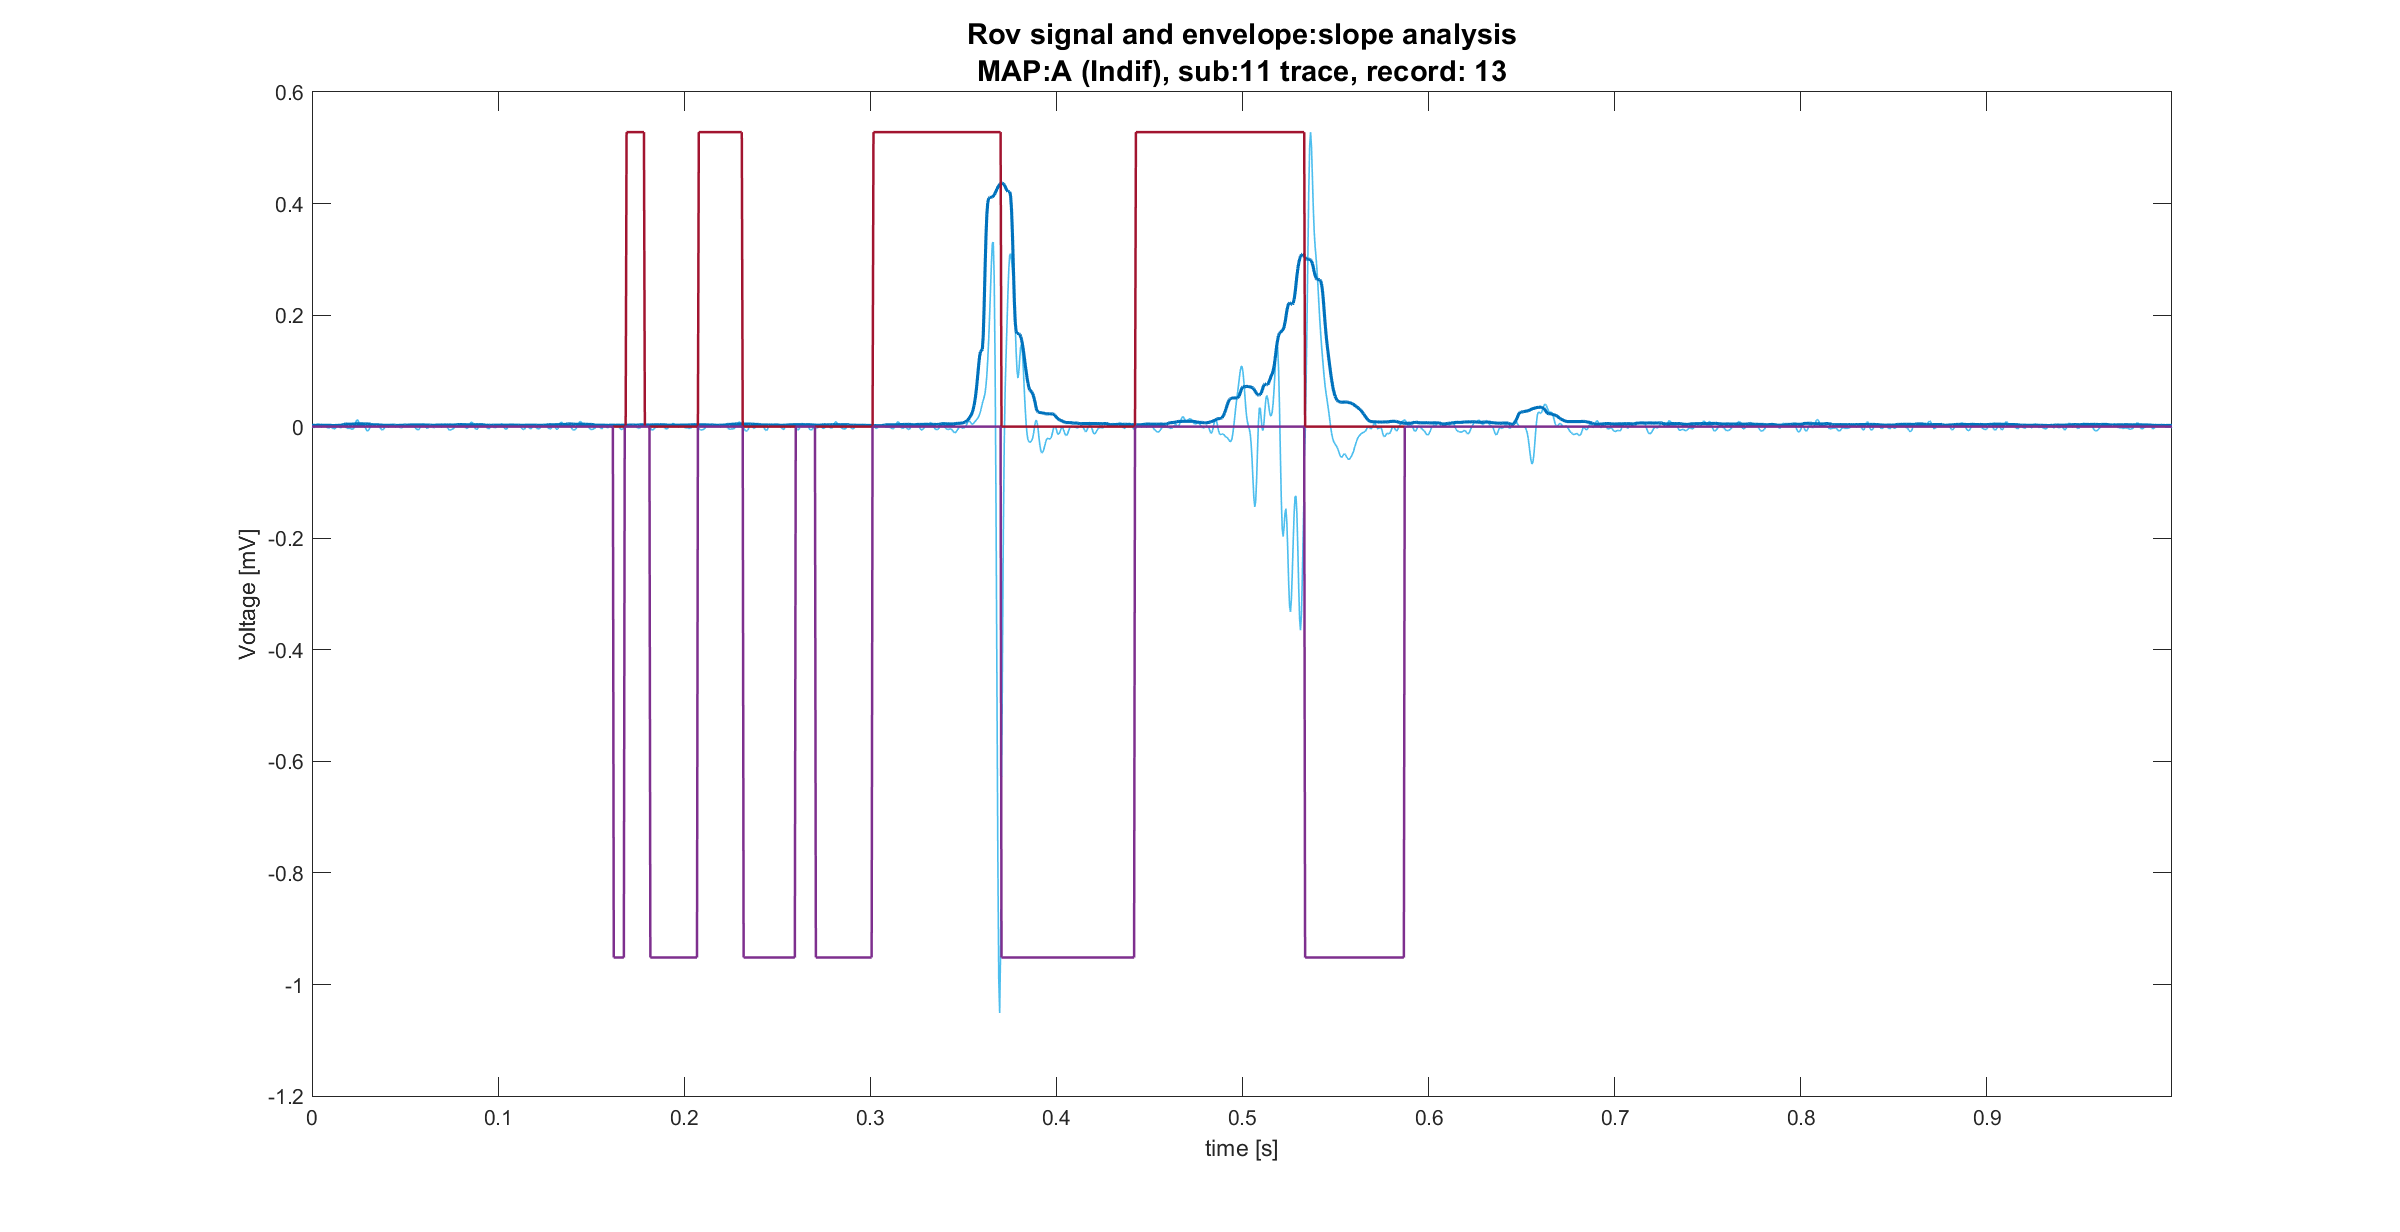 Rov signal and envelope:slope analysis
MAP:A (Indif), sub:11 trace, record: 13
0.6
0.4
0.2
0
-0.2
-0.4
-0.6
-0.8
-1
-1.2
Voltage [mV]
0 0.1 0.2 0.3 0.4 0.5 0.6 0.7 0.8 0.9
time [s]